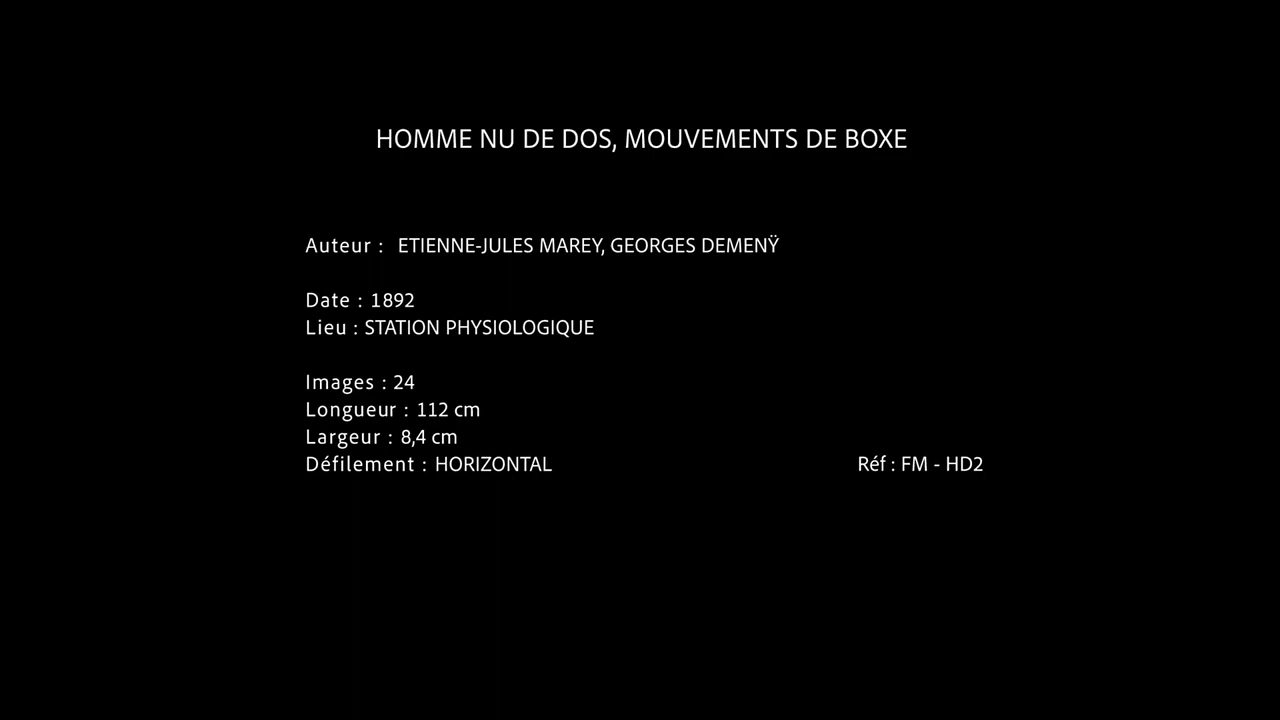 HOMME NU DE DOS, MOUVEMENTS DE BOXE
Auteur : ETIENNE-JULES MAREY, GEORGES DEMENŸ
Date : 1892
Lieu : STATION PHYSIOLOGIQUE
Images : 24
Longueur : 112 cm
Largeur : 8,4 cm
Défilement : HORIZONTAL
Réf : FM - HD2